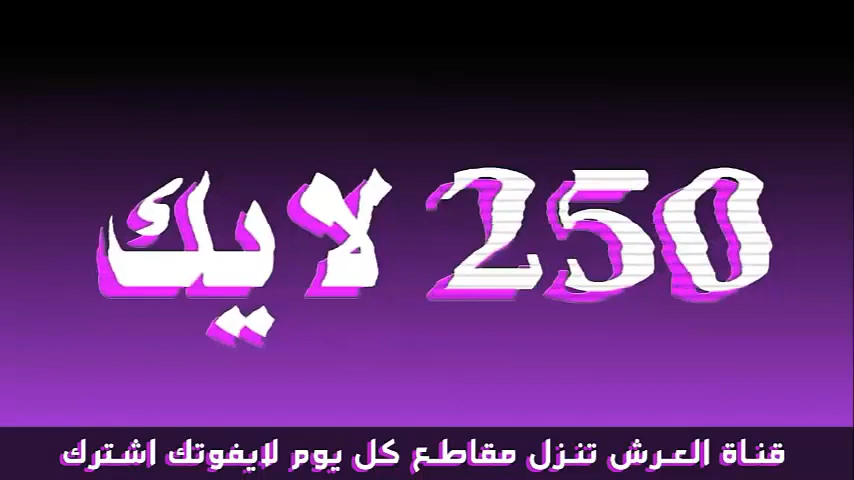 250 لايك
قناة العرش تنزل مقاطع كل يوم لايفوتك اشترك